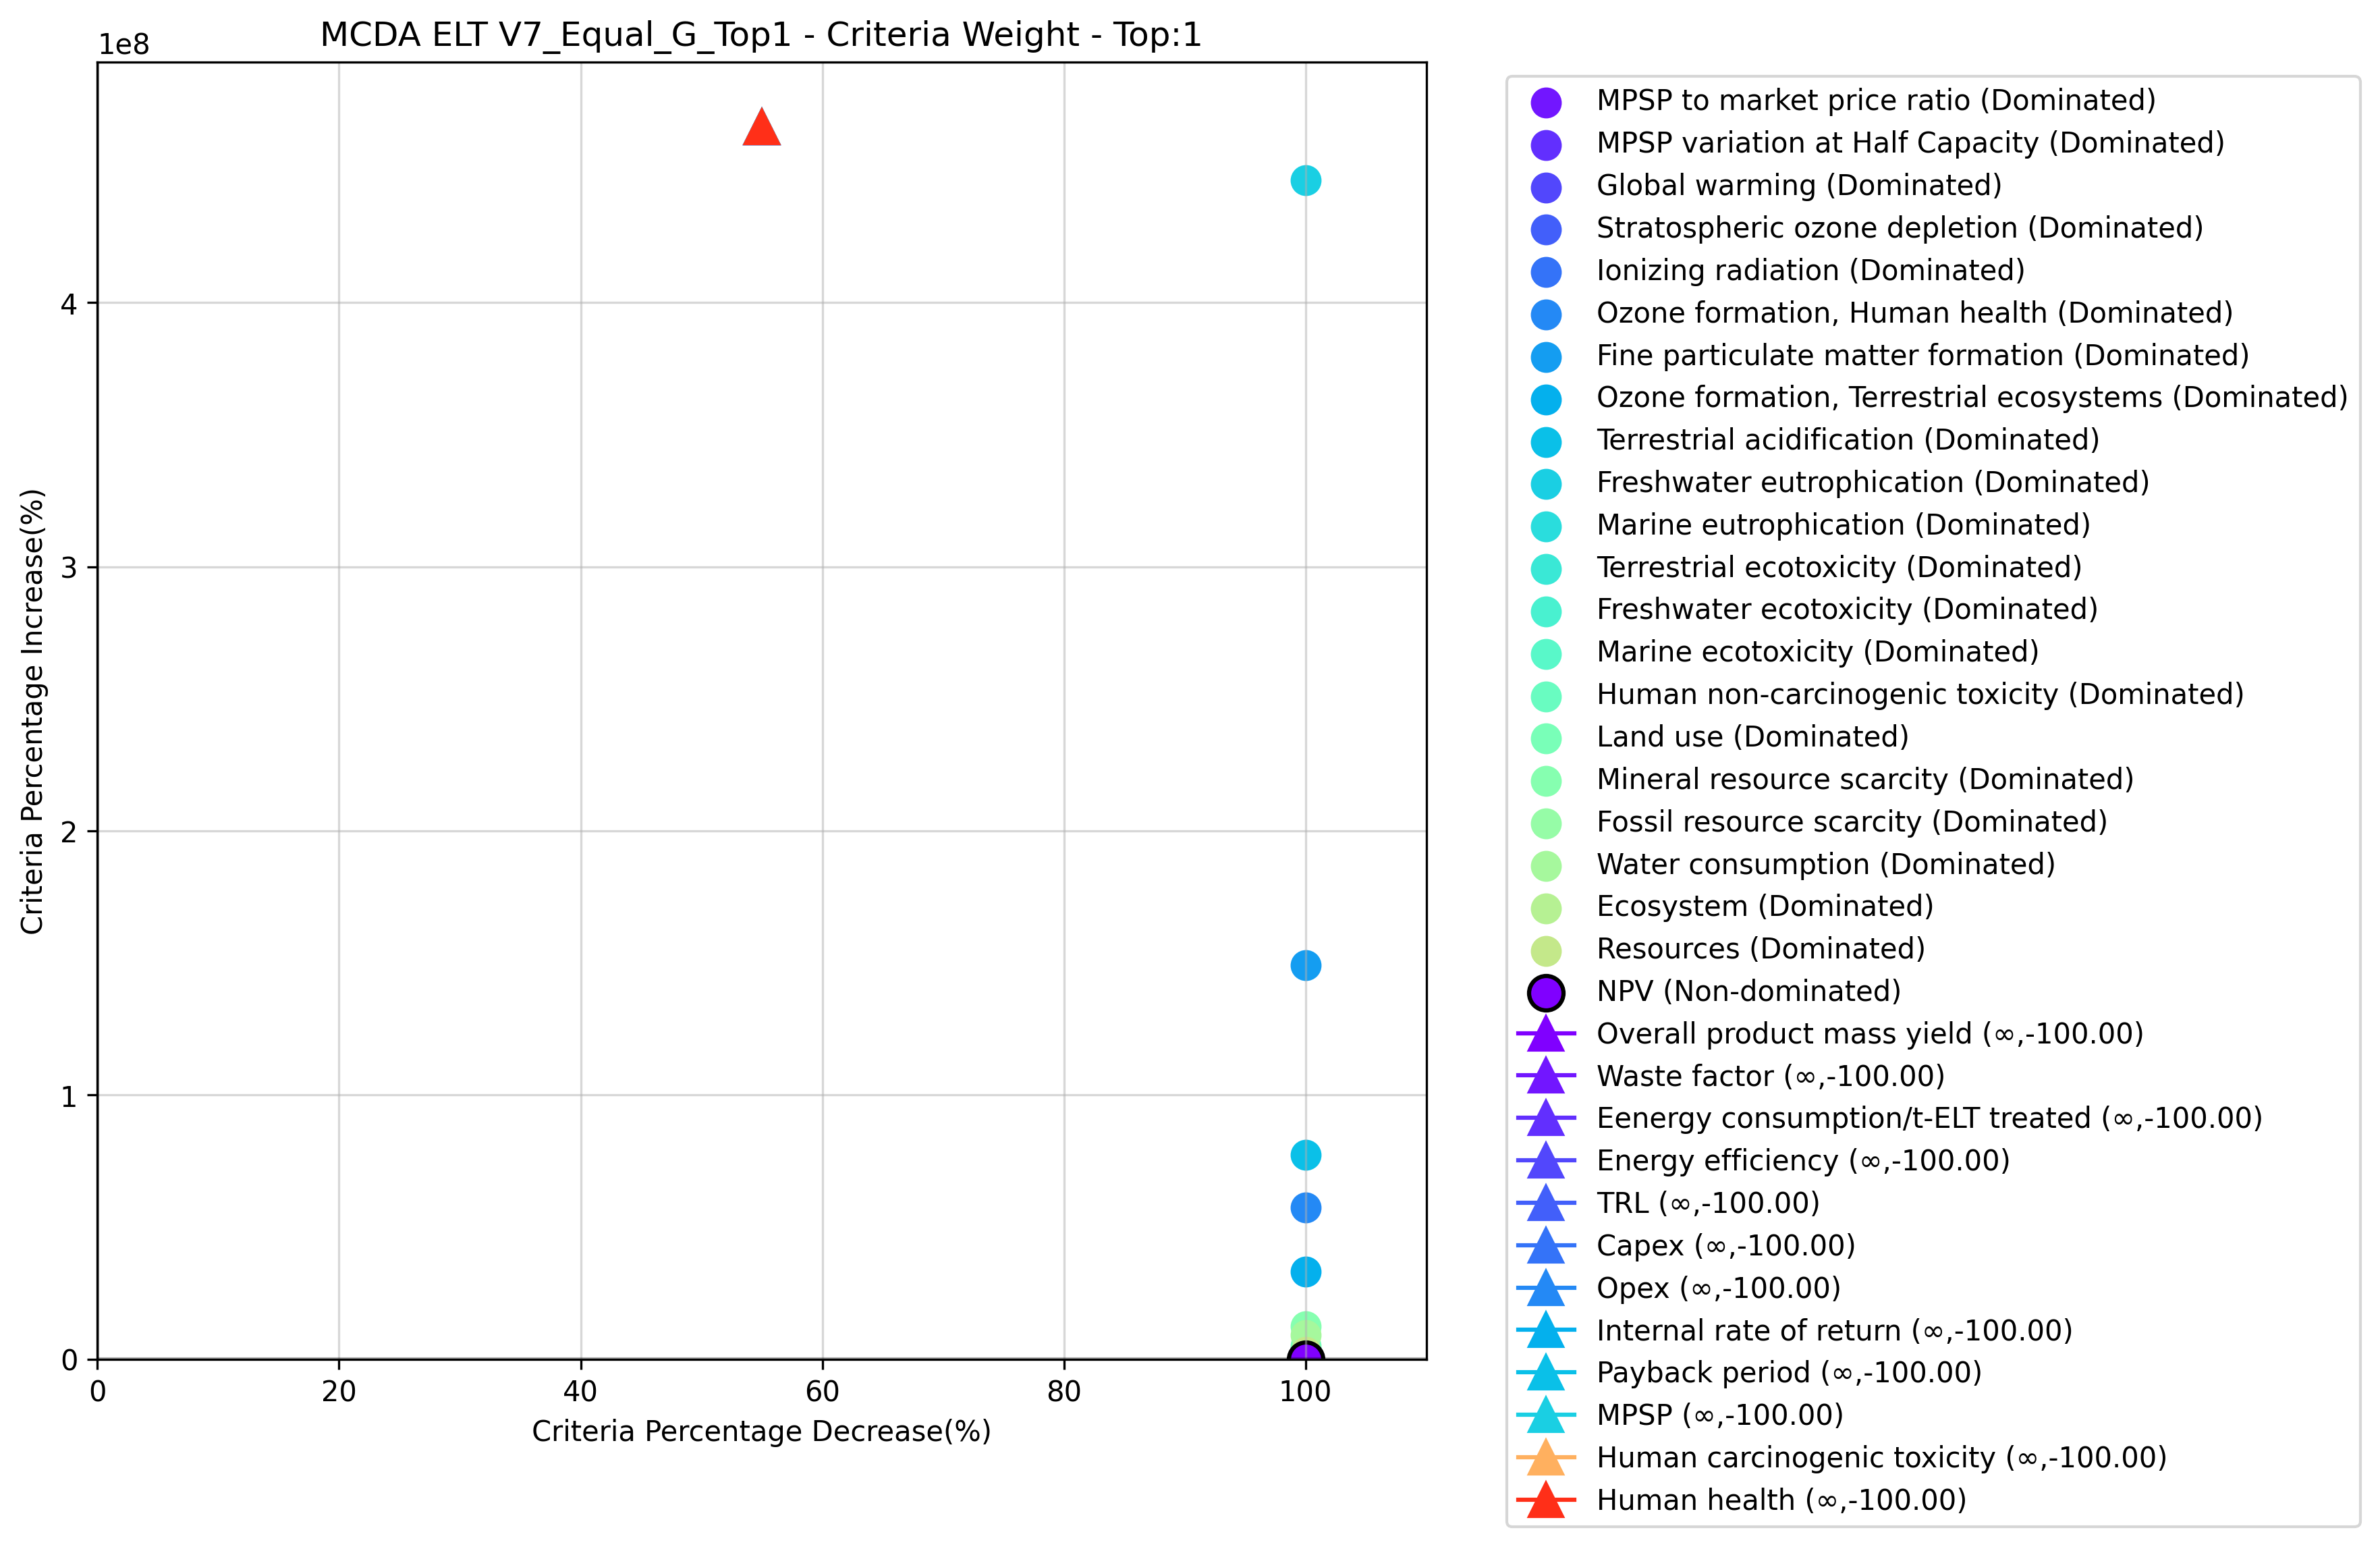 MCDA ELT V7_Equal_G_Top1 - Criteria Weight - Top:1
1e8
Criteria Percentage Increase(%)
4
3
2
1
0
0 20 40 60 80 100
Criteria Percentage Decrease(%)
MPSP to market price ratio (Dominated)
MPSP variation at Half Capacity (Dominated)
Global warming (Dominated)
Stratospheric ozone depletion (Dominated)
Ionizing radiation (Dominated)
Ozone formation, Human health (Dominated)
Fine particulate matter formation (Dominated)
Ozone formation, Terrestrial ecosystems (Dominated)
Terrestrial acidification (Dominated)
Freshwater eutrophication (Dominated)
Marine eutrophication (Dominated)
Terrestrial ecotoxicity (Dominated)
Freshwater ecotoxicity (Dominated)
Marine ecotoxicity (Dominated)
Human non-carcinogenic toxicity (Dominated)
Land use (Dominated)
Mineral resource scarcity (Dominated)
Fossil resource scarcity (Dominated)
Water consumption (Dominated)
Ecosystem (Dominated)
Resources (Dominated)
NPV (Non-dominated)
Overall product mass yield (∞,-100.00)
Waste factor (∞,-100.00)
Eenergy consumption/t-ELT treated (∞,-100.00)
Energy efficiency (∞,-100.00)
TRL (∞,-100.00)
Capex (∞,-100.00)
Opex (∞,-100.00)
Internal rate of return (∞,-100.00)
Payback period (∞,-100.00)
MPSP (∞,-100.00)
Human carcinogenic toxicity (∞,-100.00)
Human health (∞,-100.00)